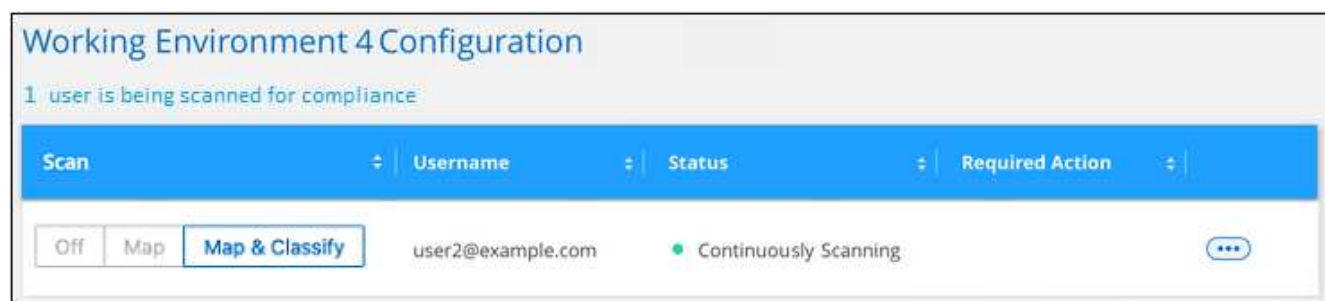 Working Environment 4 Configuration
1 user is being scanned for compliance
Scan Username Status Required Action
Off Map Map & Classify user2@example.com Continuously Scanning